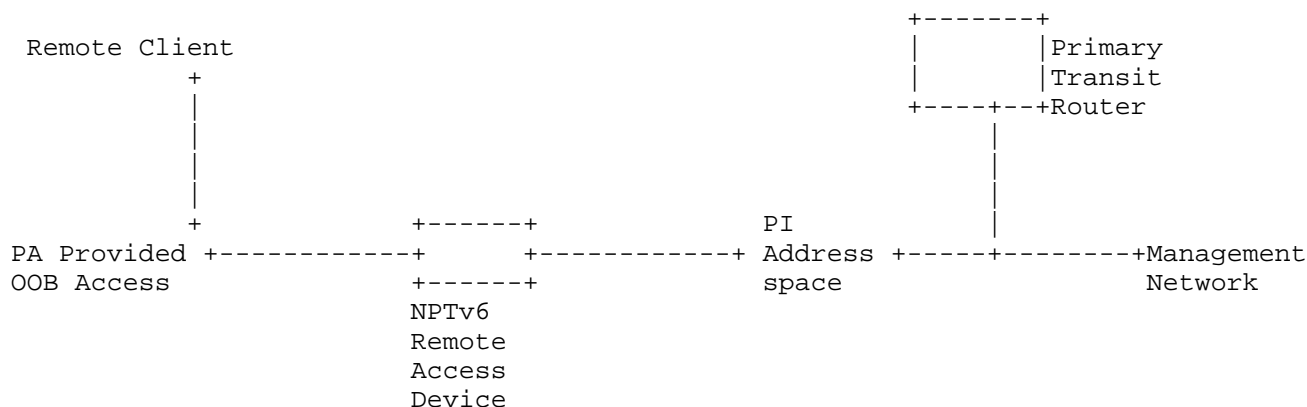 Remote Client
Primary
Transit
Router
PA Provided
OOB Access
NPTv6
Remote
Access
Device
PI
Address
space
Management
Network